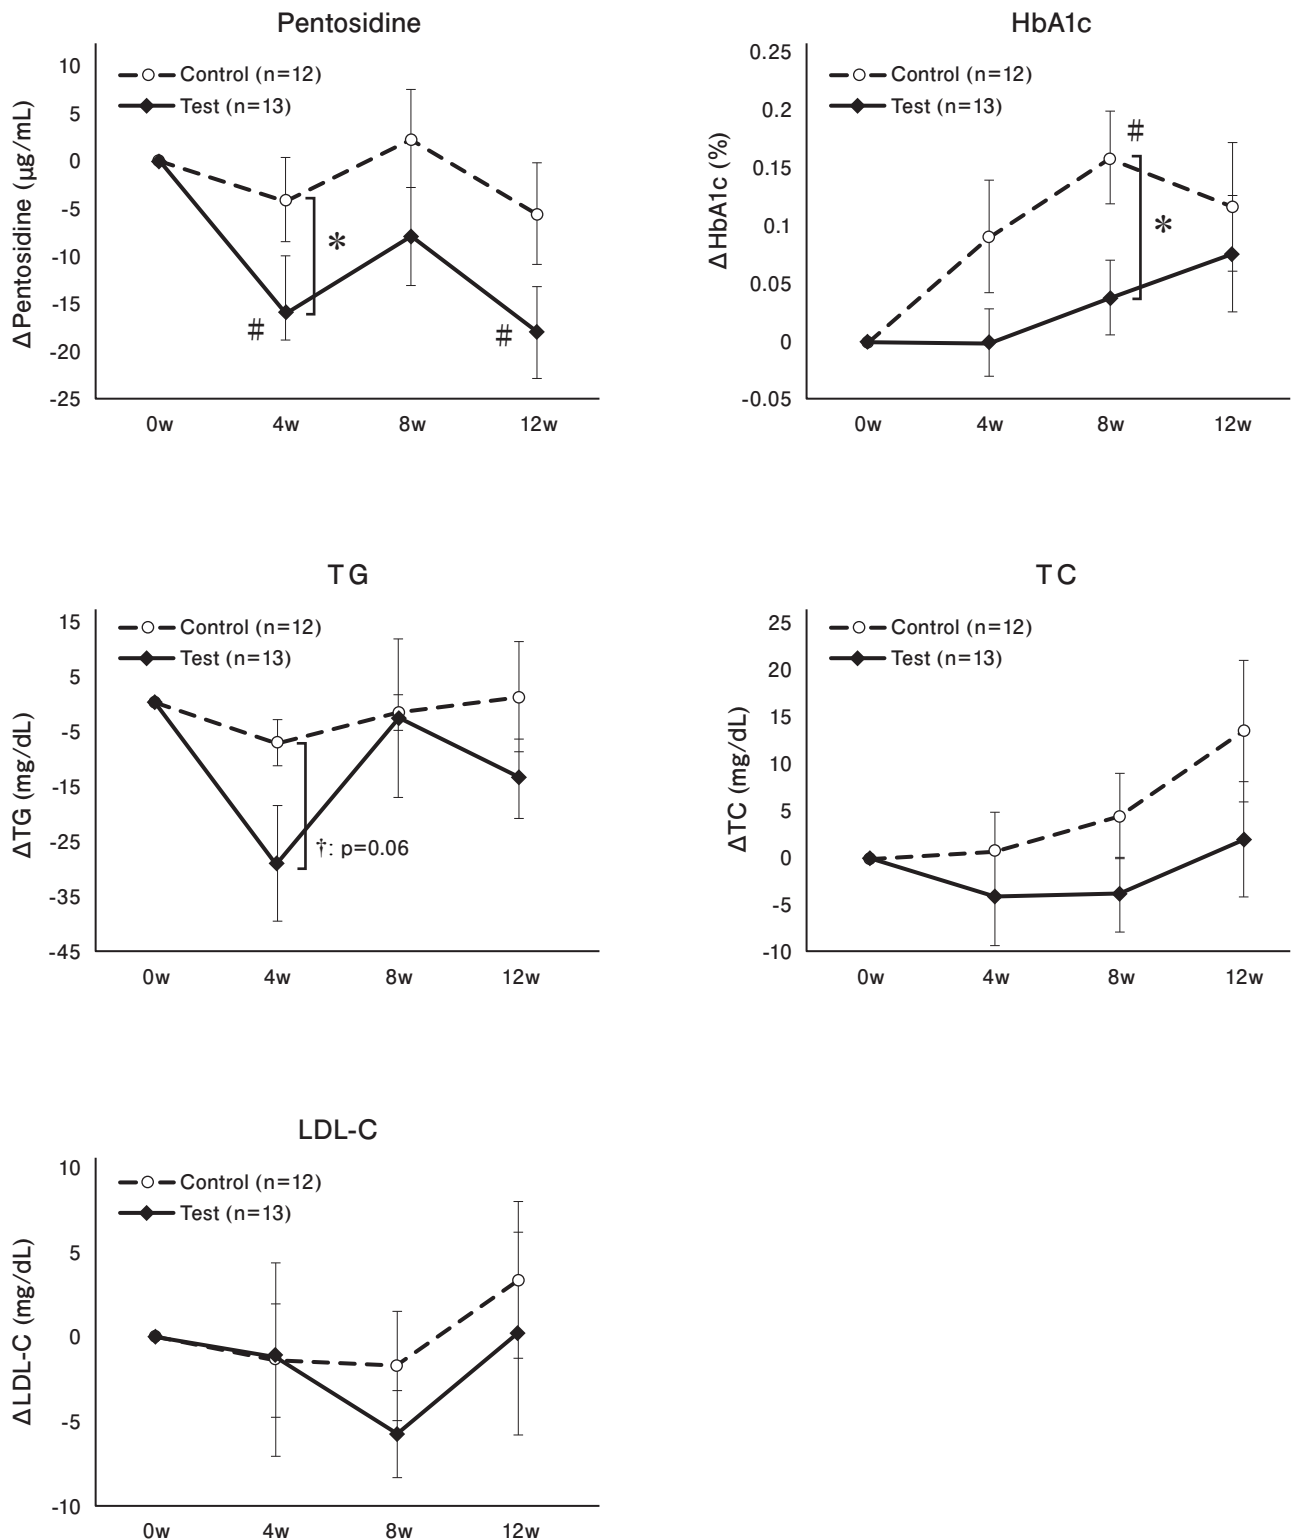 Pentosidine
ΔPentosidine (μg/mL)
10
5
0
-5
-10
-15
-20
-25
Control (n=12)
Test (n=13)
*
#
#
0w 4w 8w 12w
HbA1c
ΔHbA1c (%)
0.25
0.2
0.15
0.1
0.05
0
-0.05
Control (n=12)
Test (n=13)
#
*
0w 4w 8w 12w
TG
ΔTG (mg/dL)
15
5
-5
-15
-25
-35
-45
Control (n=12)
Test (n=13)
†: p=0.06
0w 4w 8w 12w
TC
ΔTC (mg/dL)
25
20
15
10
5
0
-5
-10
Control (n=12)
Test (n=13)
0w 4w 8w 12w
LDL-C
ΔLDL-C (mg/dL)
10
5
0
-5
-10
Control (n=12)
Test (n=13)
0w 4w 8w 12w